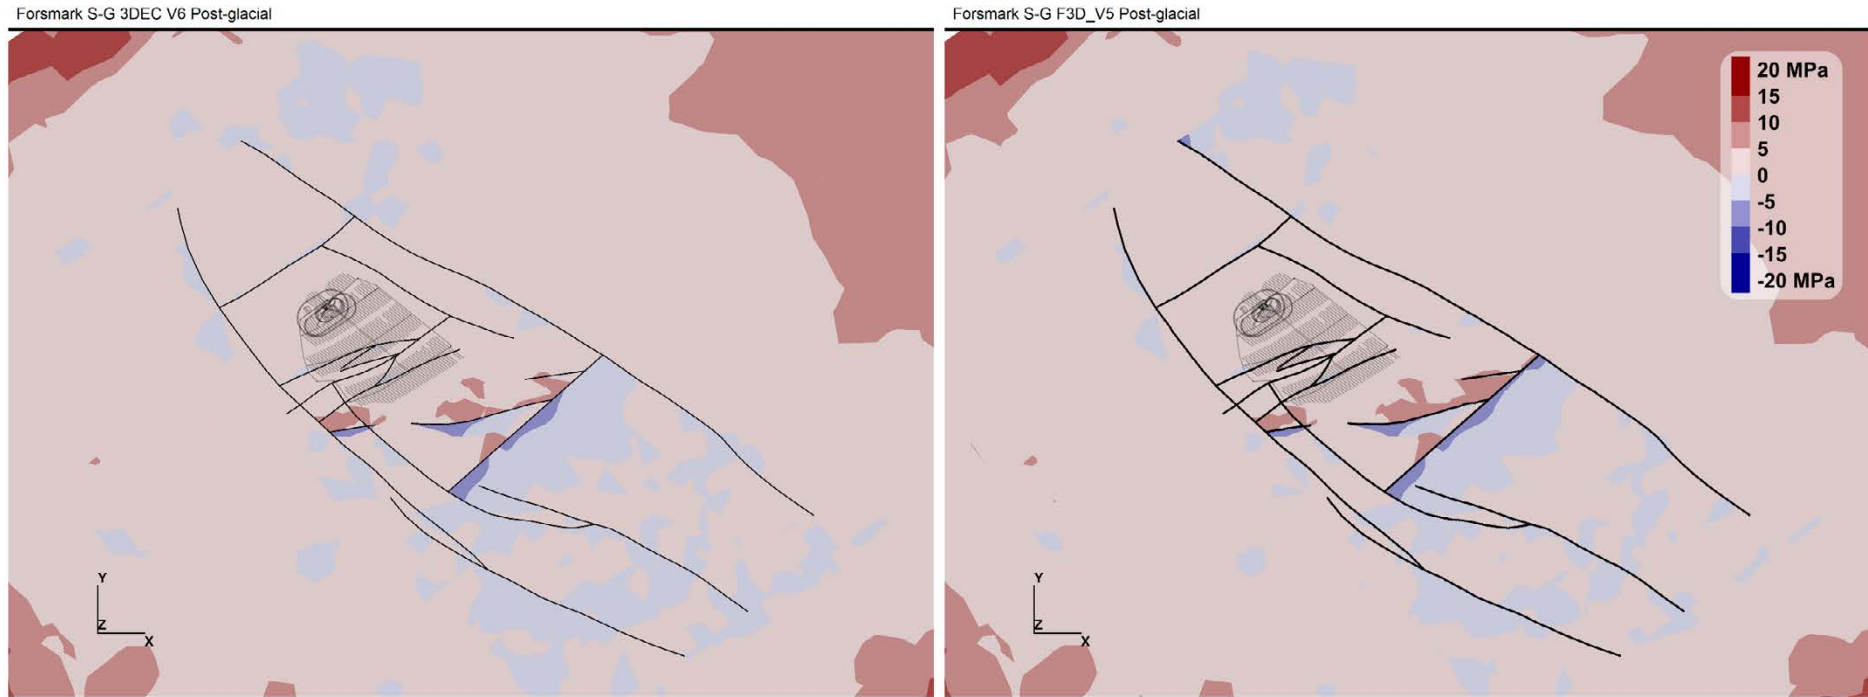 Forsmark S-G 3DEC V6 Post-glacial
Forsmark S-G F3D_V5 Post-glacial
20 MPa
15
10
5
0
-5
-10
-15
-20 MPa
Y
Z
X
Y
Z
X